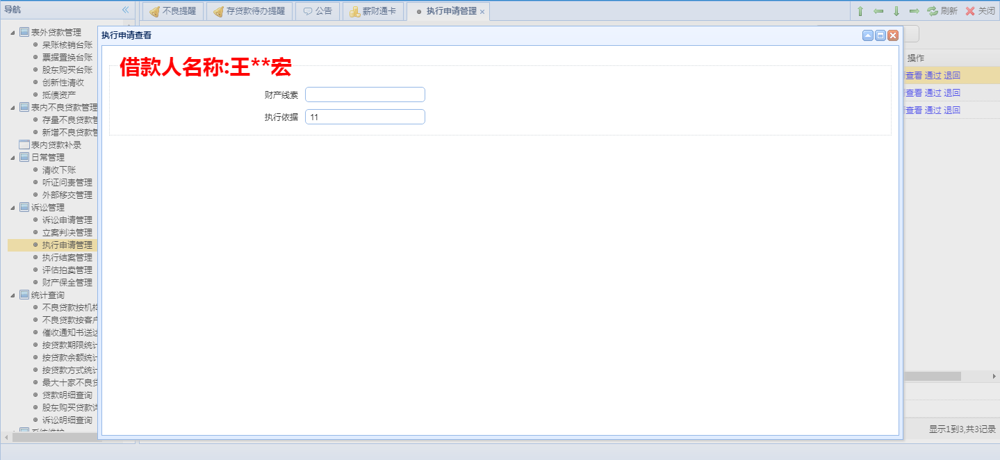 导航
不良提醒
存贷款待办提醒
公告
薪财通卡
执行申请管理
刷新
关闭
表外贷款管理
呆账核销台账
票据置换台账
股东购买台账
创新性清收
抵债资产
表内不良贷款管理
存量不良贷款管
新增不良贷款管
表内贷款补录
日常管理
清收下账
听证问责管理
外部移交管理
诉讼管理
诉讼申请管理
立案判决管理
执行申请管理
执行结案管理
评估拍卖管理
财产保全管理
统计查询
不良贷款按机构
不良贷款按客户
催收通知书送达
按贷款期限统计
按贷款余额统计
按贷款方式统计
最大十家不良贷
贷款明细查询
股东购买贷款详
诉讼明细查询
系统维护
执行申请查看
借款人名称:王**宏
财产线索
执行依据 11
操作
查看 通过 退回
查看 通过 退回
查看 通过 退回
显示1到3,共3记录